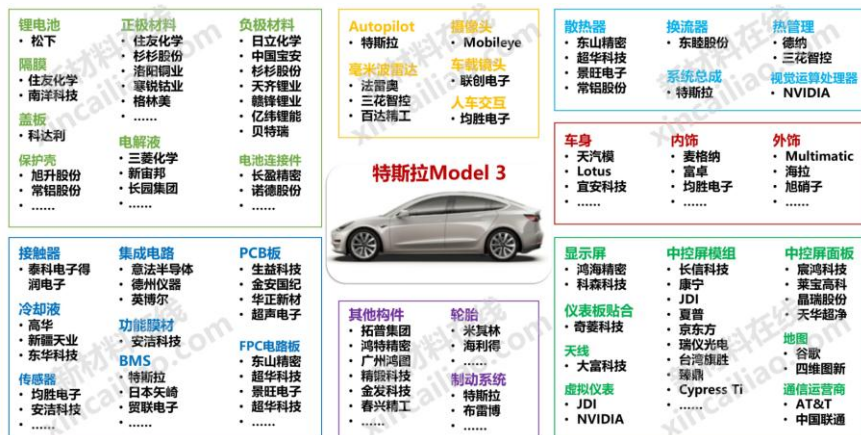 锂电池
• 松下
隔膜
• 住友化学
• 南洋科技
盖板
• 科达利
保护壳
• 旭升股份
• 常铝股份
• ......
正极材料
• 住友化学
• 杉杉股份
• 洛阳铜业
• 寒锐钴业
• 格林美
• ......
电解液
• 三菱化学
• 新宙邦
• 长园集团
• ......
负极材料
• 日立化学
• 中国宝安
• 杉杉股份
• 天齐锂业
• 赣锋锂业
• 亿纬锂能
• 贝特瑞
电池连接件
• 长盈精密
• 诺德股份
• ......
Autopilot
• 特斯拉
毫米波雷达
• 法雷奥
• 三花智控
• 百达精工
摄像头
• Mobileye
车载镜头
• 联创电子
人车交互
• 均胜电子
散热器
• 东山精密
• 超华科技
• 景旺电子
• 常铝股份
换流器
• 东睦股份
系统总成
• 特斯拉
热管理
• 德纳
• 三花智控
视觉运算处理器
• NVIDIA
车身
• 天汽模
• Lotus
• 宜安科技
• ......
内饰
• 麦格纳
• 富卓
• 均胜电子
• ......
外饰
• Multimatic
• 海拉
• 旭硝子
• ......
特斯拉Model 3
接触器
• 泰科电子得
润电子
冷却液
• 高华
• 新疆天业
• 东华科技
传感器
• 均胜电子
• 安洁科技
• ......
集成电路
• 意法半导体
• 德州仪器
• 英博尔
功能膜材
• 安洁科技
BMS
• 特斯拉
• 日本矢崎
• 贸联电子
• ......
PCB板
• 生益科技
• 金安国纪
• 华正新材
• 超声电子
FPC电路板
• 东山精密
• 超华科技
• 景旺电子
• 超华科技
• ......
其他构件
• 拓普集团
• 鸿特精密
• 广州鸿图
• 精锻科技
• 金发科技
• 春兴精工
• ......
轮胎
• 米其林
• 海利得
• ......
制动系统
• 特斯拉
• 布雷博
• ......
显示屏
• 鸿海精密
• 科森科技
仪表板贴合
• 奇菱科技
天线
• 大富科技
虚拟仪表
• JDI
• NVIDIA
中控屏模组
• 长信科技
• 康宁
• JDI
• 夏普
• 京东方
• 瑞仪光电
• 台湾旗胜
• 臻鼎
• Cypress Ti
• ......
中控屏面板
• 宸鸿科技
• 莱宝高科
• 晶瑞股份
• 天华超净
地图
• 谷歌
• 四维图新
通信运营商
• AT&T
• 中国联通
新材料在线
xincailiao.com